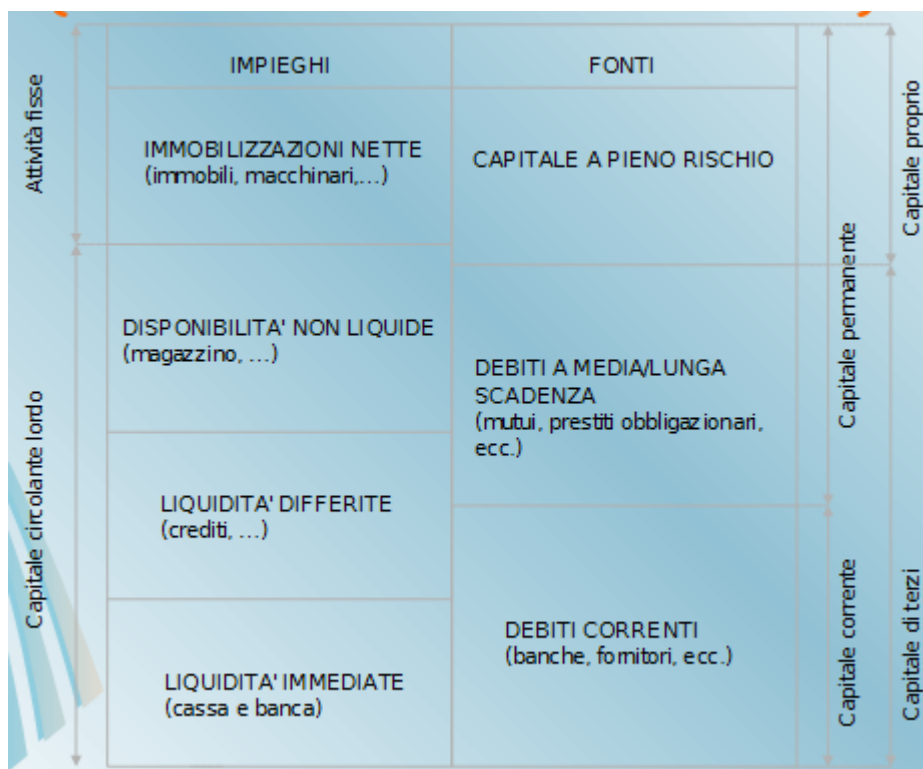 IMPIEGHI
FONTI
Attività fisse
IMMOBILIZZAZIONI NETTE
(immobili, macchinari,...)
CAPITALE A PIENO RISCHIO
Capitale proprio
Capitale permanente
DISPONIBILITA' NON LIQUIDE
(magazzino, ...)
DEBITI A MEDIA/LUNGA
SCADENZA
(mutui, prestiti obbligazionari,
ecc.)
Capitale circolante lordo
LIQUIDITA' DIFFERITE
(crediti, ...)
DEBITI CORRENTI
(banche, fornitori, ecc.)
Capitale corrente
Capitale di terzi
LIQUIDITA' IMMEDIATE
(cassa e banca)